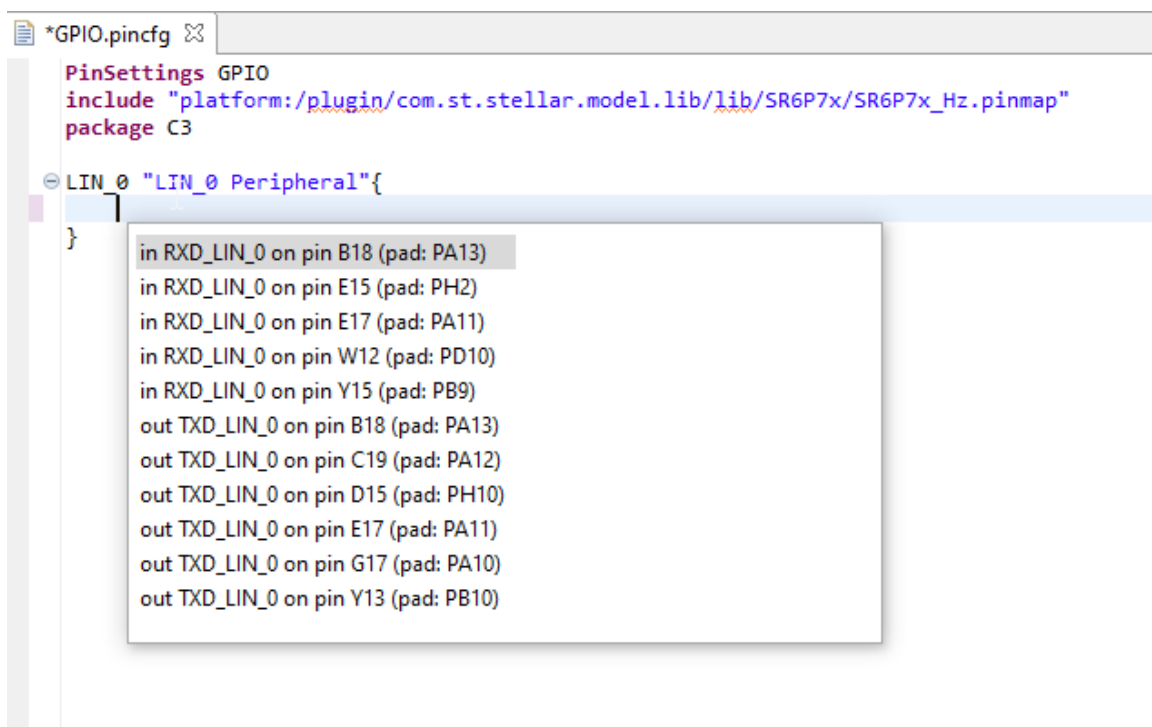 *GPIO.pincfg
PinSettings GPIO
include "platform:/plugin/com.st.stellar.model.lib/lib/SR6P7x/SR6P7x_Hz.pinmap"
package C3
LIN_0 "LIN_0 Peripheral"{
}
in RXD_LIN_0 on pin B18 (pad: PA13)
in RXD_LIN_0 on pin E15 (pad: PH2)
in RXD_LIN_0 on pin E17 (pad: PA11)
in RXD_LIN_0 on pin W12 (pad: PD10)
in RXD_LIN_0 on pin Y15 (pad: PB9)
out TXD_LIN_0 on pin B18 (pad: PA13)
out TXD_LIN_0 on pin C19 (pad: PA12)
out TXD_LIN_0 on pin D15 (pad: PH10)
out TXD_LIN_0 on pin E17 (pad: PA11)
out TXD_LIN_0 on pin G17 (pad: PA10)
out TXD_LIN_0 on pin Y13 (pad: PB10)